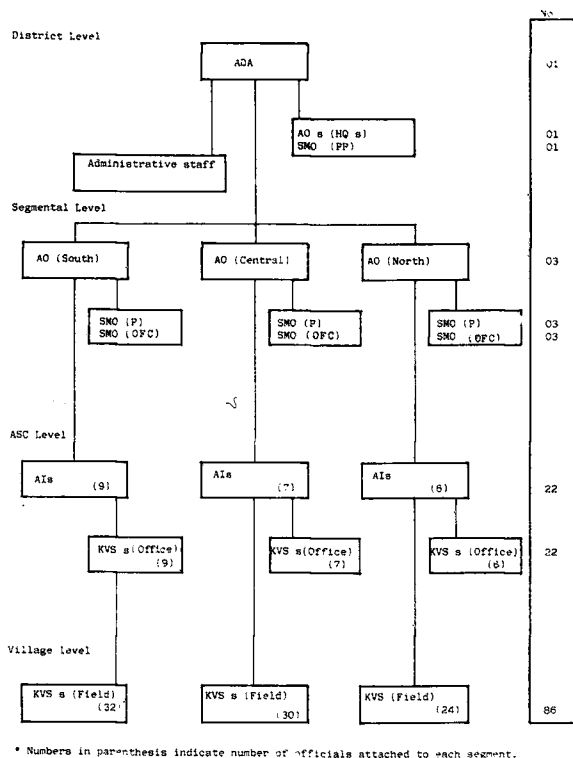 No
District Level
ADA
01
AO s (HQ s)
01
SMO (PP)
01
Administrative staff
Segmental Level
AO (South)
AO (Central)
AO (North)
03
SMO (P)
SMO (P)
SMO (P)
03
SMO (OFC)
SMO (OFC)
SMO (OFC)
03
ASC Level
AIs
(9)
AIs
(7)
AIs
(6)
22
KVS s(Office)
(9)
KVS s(Office)
(7)
KVS s(Office)
(6)
22
Village Level
KVS s (Field)
(32)
KVS s (Field)
(30)
KVS (Field)
(24)
86
* Numbers in parenthesis indicate number of officials attached to each segment.